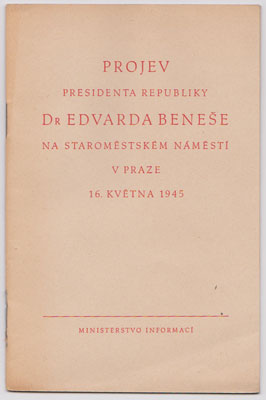 PROJEV
PRESIDENTA REPUBLIKY
Dr EDVARDA BENEŠE
NA STAROMĚSTSKÉM NÁMĚSTÍ
V PRAZE
16. KVĚTNA 1945
MINISTERSTVO INFORMACÍ